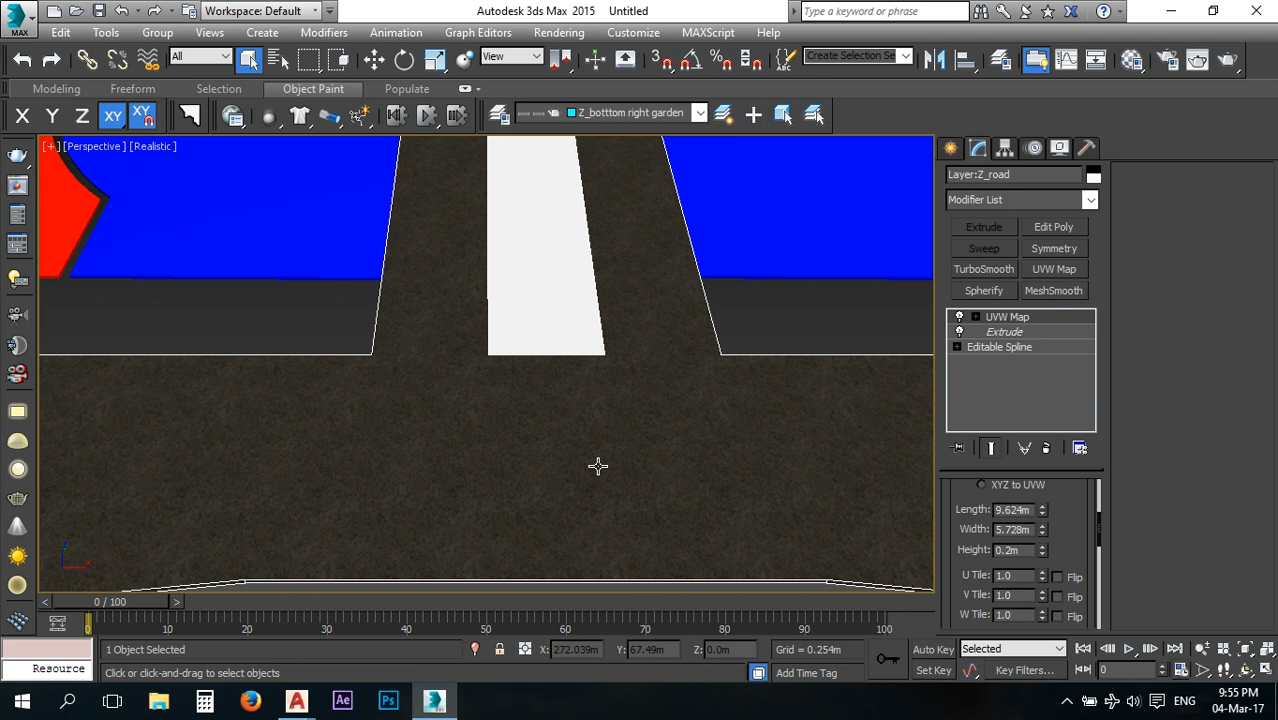 Workspace: Default
Autodesk 3ds Max 2015 Untitled
Type a keyword or phrase
MAX
Edit Tools Group Views Create Modifiers Animation Graph Editors Rendering Customize MAXScript Help
All
View
Create Selection Se
Modeling Freeform Selection Object Paint Populate
X Y Z XY XY
Z_botttom right garden
[+] [Perspective] [Realistic]
Layer:Z_road
Modifier List
Extrude Edit Poly
Sweep Symmetry
TurboSmooth UVW Map
Spherify MeshSmooth
UVW Map
Extrude
Editable Spline
XYZ to UVW
Length: 9.624m
Width: 5.728m
Height: 0.2m
U Tile: 1.0 Flip
V Tile: 1.0 Flip
W Tile: 1.0 Flip
0 / 100
0 10 20 30 40 50 60 70 80 90 100
1 Object Selected
X: 272.039m Y: 67.49m Z: 0.0m Grid = 0.254m
Auto Key Selected
Resource
Click or click-and-drag to select objects
Add Time Tag
Set Key Key Filters... 0
ENG
9:55 PM
04-Mar-17